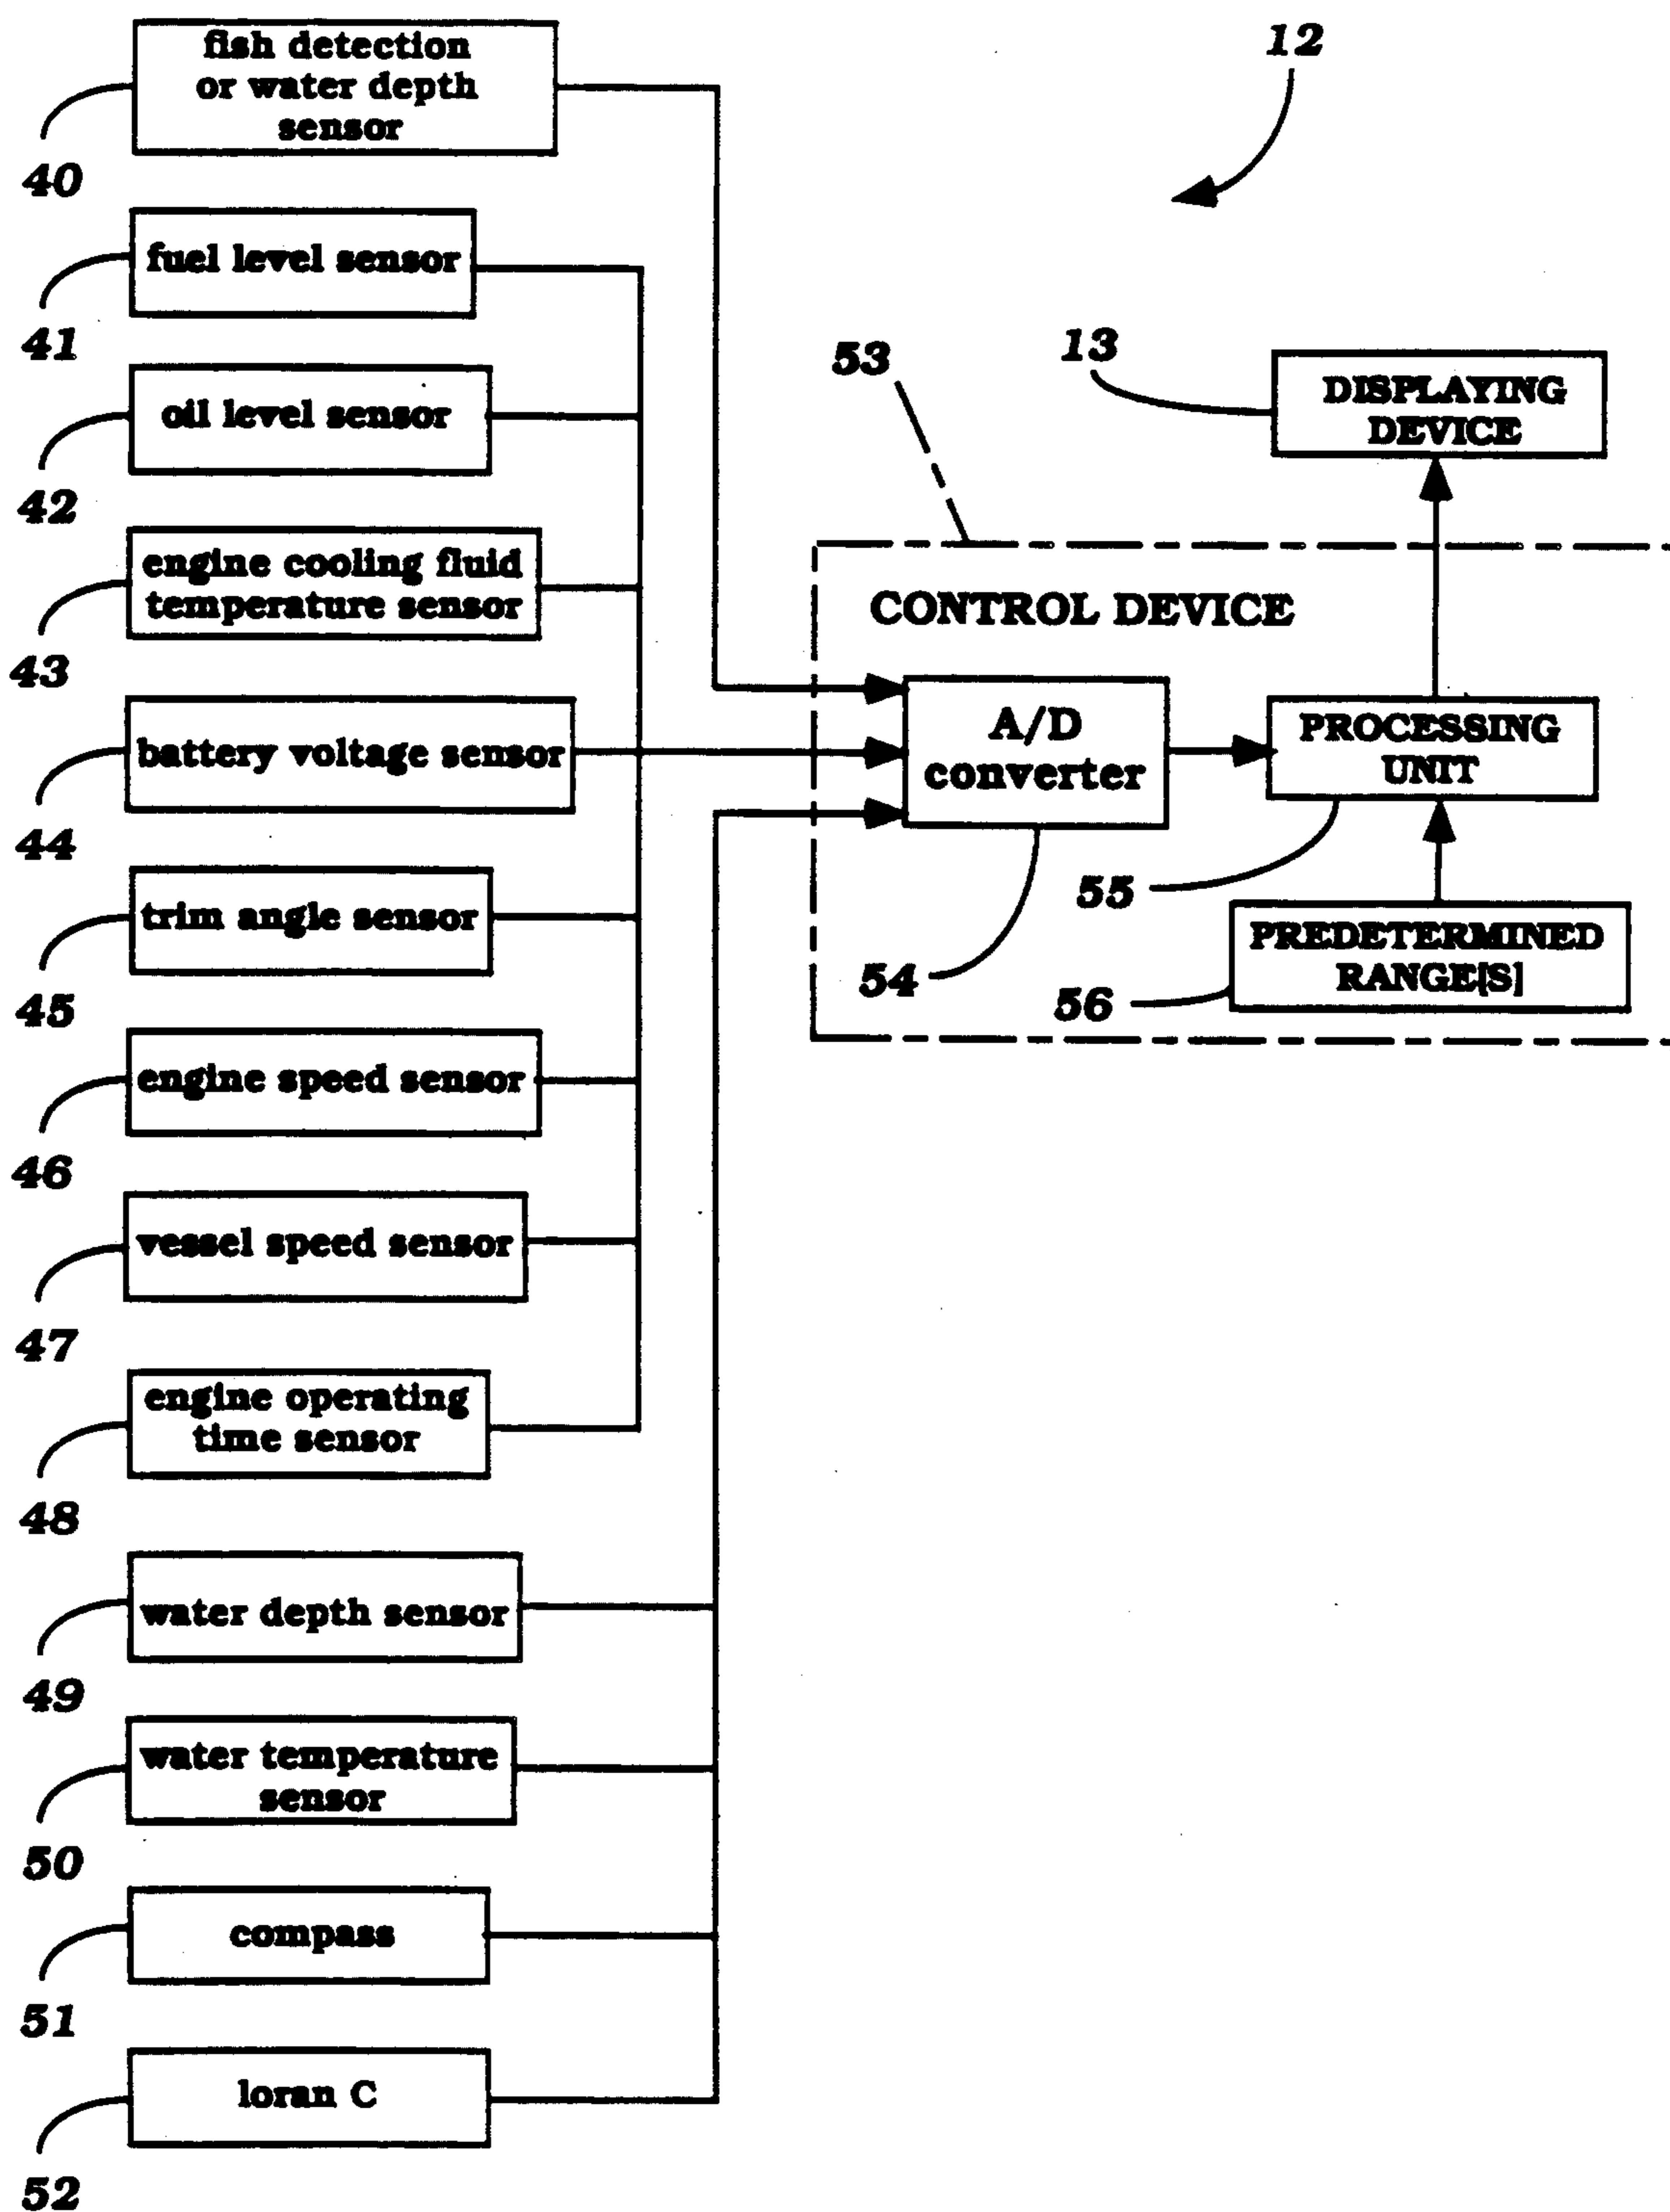 12
fish detection
or water depth
sensor
40
fuel level sensor
41
oil level sensor
42
engine cooling fluid
temperature sensor
43
battery voltage sensor
44
trim angle sensor
45
engine speed sensor
46
vessel speed sensor
47
engine operating
time sensor
48
water depth sensor
49
water temperature
sensor
50
compass
51
loran C
52
53
13
DISPLAYING
DEVICE
CONTROL DEVICE
A/D
converter
54
PROCESSING
UNIT
55
PREDETERMINED
RANGE[S]
56